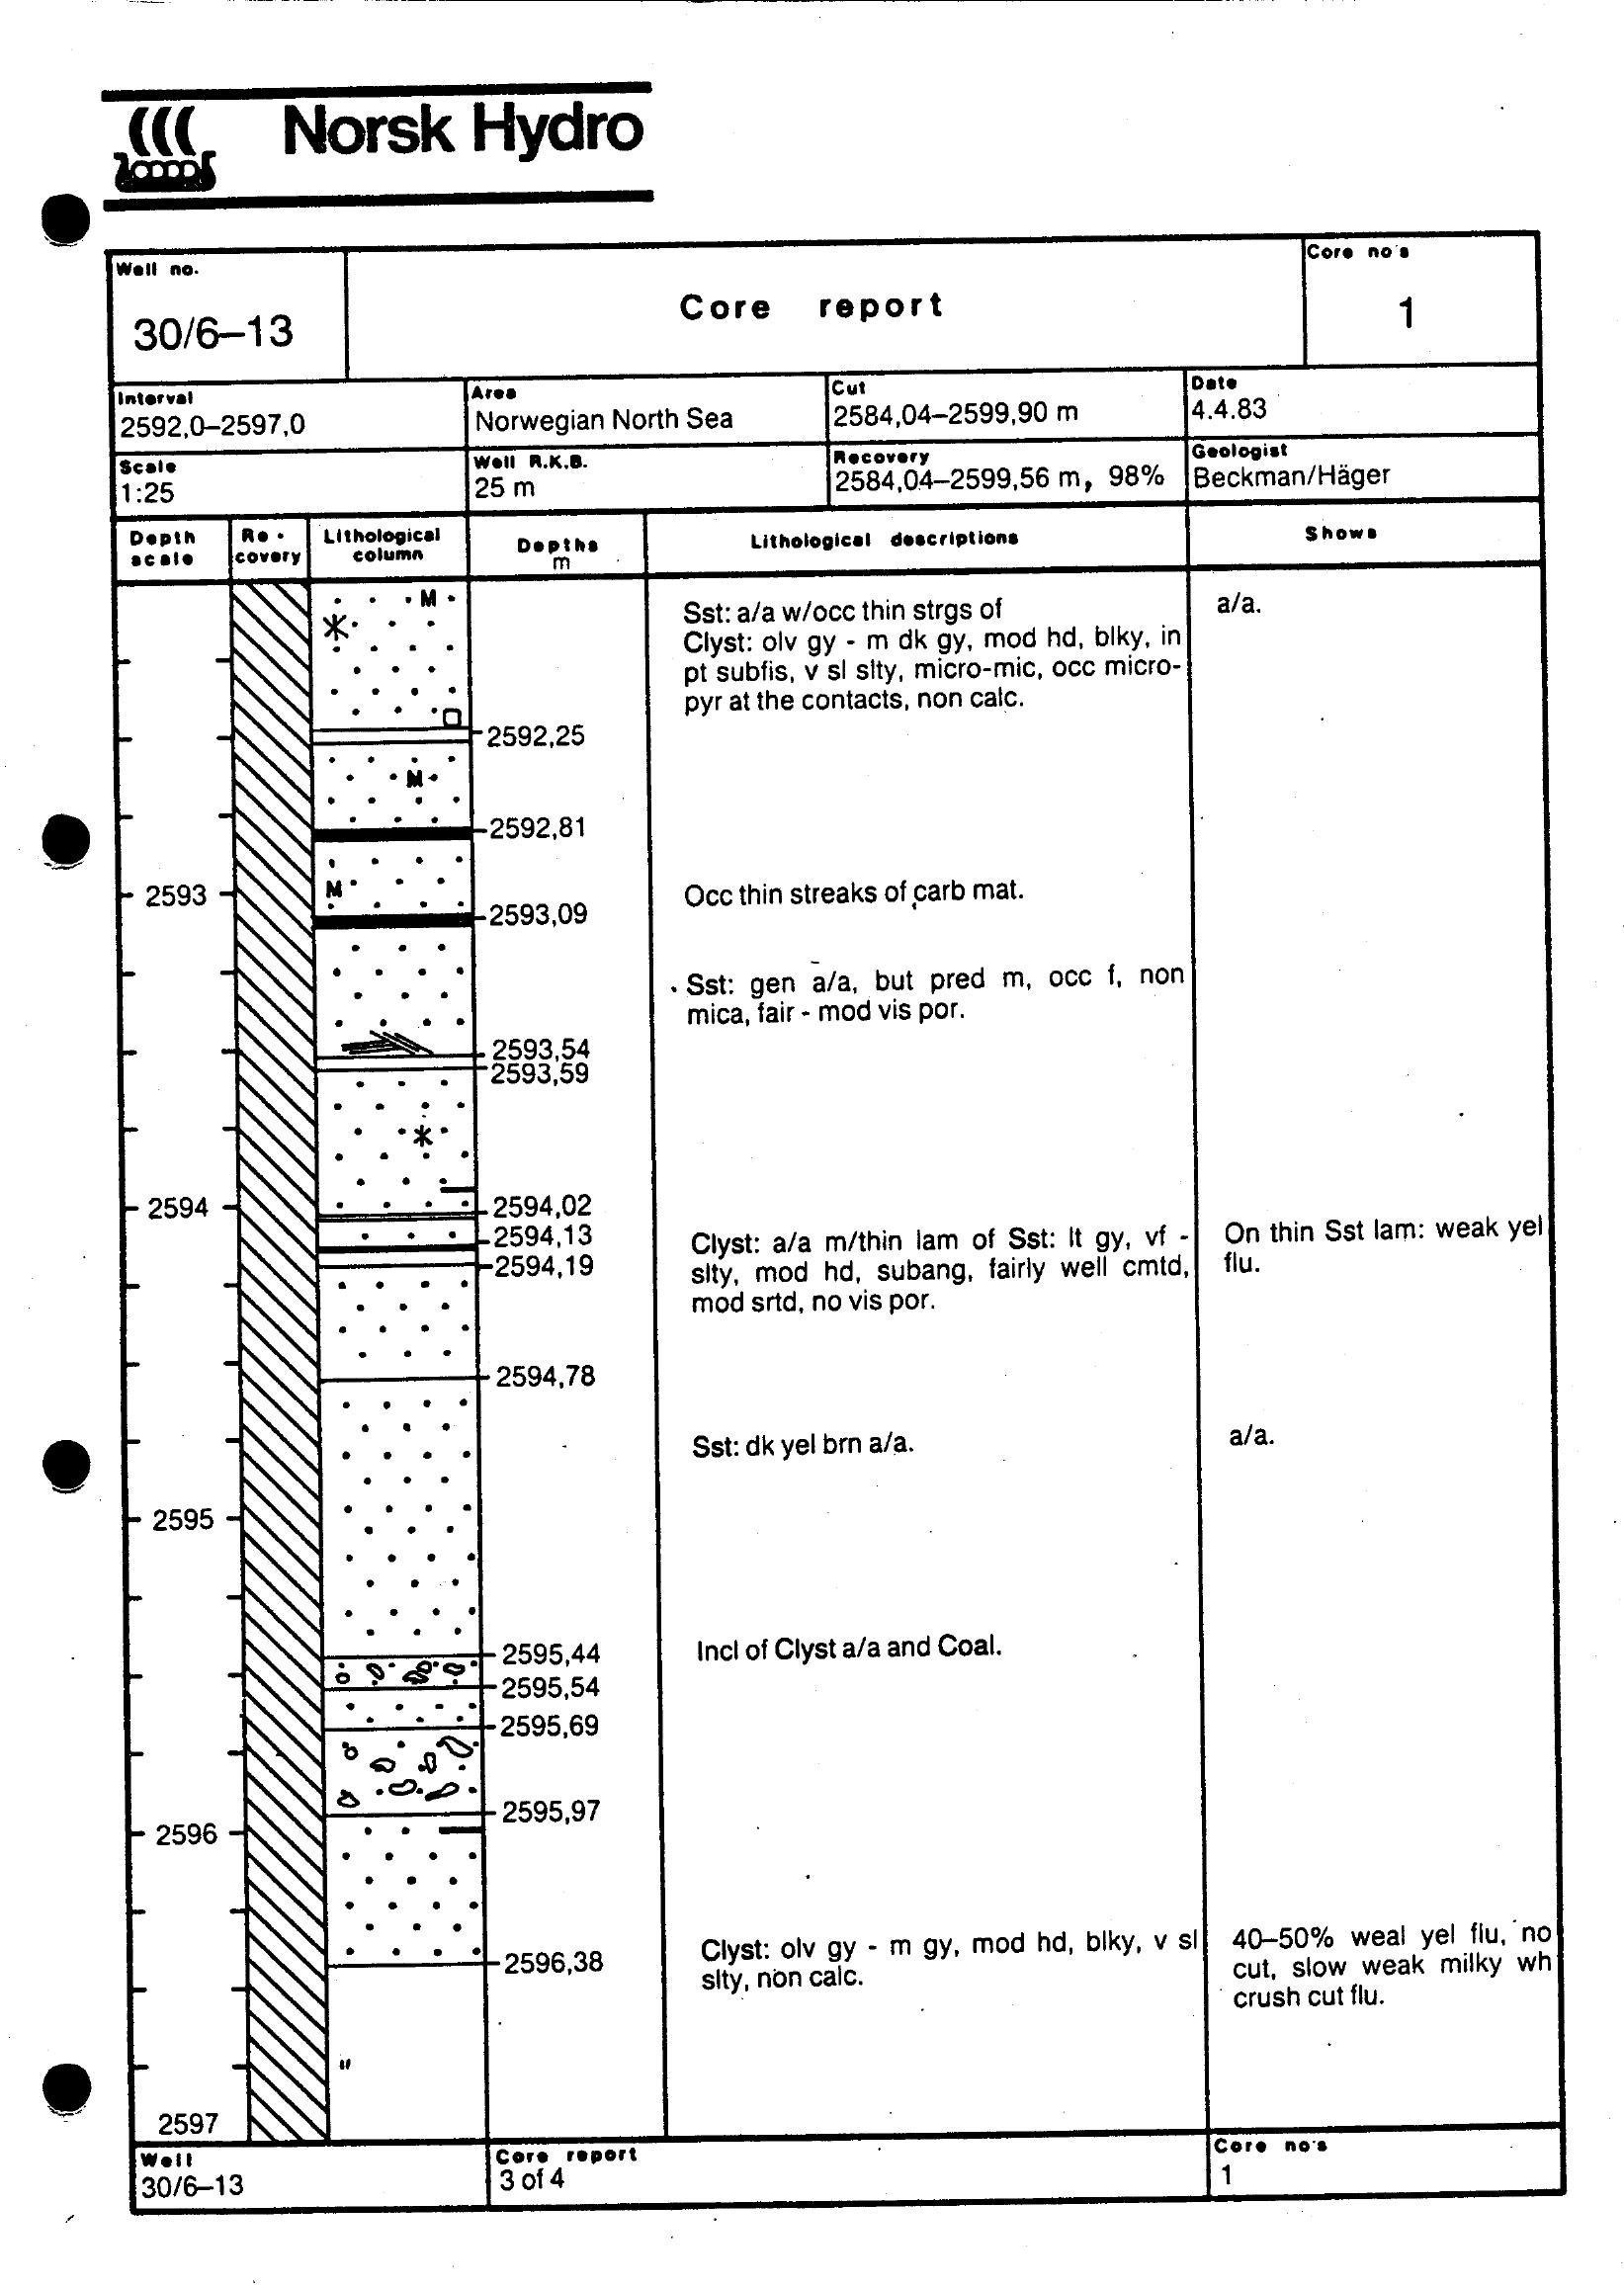 Norsk Hydro
Well no.
30/6–13
Core report
Core no's
1
Interval
2592,0–2597,0
Area
Norwegian North Sea
Cut
2584,04–2599,90 m
Date
4.4.83
Scale
1:25
Well R.K.B.
25 m
Recovery
2584,04–2599,56 m, 98%
Geologist
Beckman/Häger
Depth
scale
Re-
covery
Lithological
column
Depths
m
Lithological descriptions
Shows
M
Sst: a/a w/occ thin strgs of
a/a.
Clyst: olv gy - m dk gy, mod hd, blky, in
pt subfis, v sl slty, micro-mic, occ micro-
pyr at the contacts, non calc.
2592,25
M
2592,81
2593
M
Occ thin streaks of carb mat.
2593,09
Sst: gen a/a, but pred m, occ f, non
mica, fair - mod vis por.
2593,54
2593,59
2594
2594,02
2594,13
2594,19
Clyst: a/a m/thin lam of Sst: lt gy, vf -
slty, mod hd, subang, fairly well cmtd,
mod srtd, no vis por.
On thin Sst lam: weak yel
flu.
2594,78
Sst: dk yel brn a/a.
a/a.
2595
2595,44
Incl of Clyst a/a and Coal.
2595,54
2595,69
2595,97
2596
2596,38
Clyst: olv gy - m gy, mod hd, blky, v sl
slty, non calc.
40–50% weal yel flu, no
cut, slow weak milky wh
crush cut flu.
"
2597
Well
30/6–13
Core report
3 of 4
Core no's
1